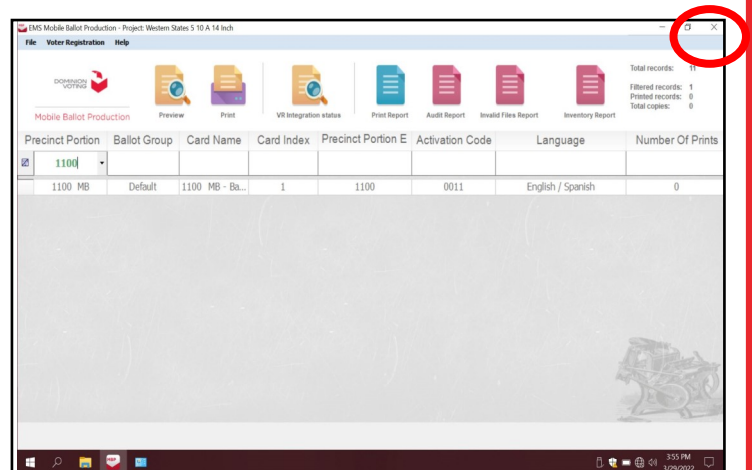 EMS Mobile Ballot Production - Project: Western States 5 10 A 14 Inch
File Voter Registration Help
DOMINION VOTING
Mobile Ballot Production
Preview Print VR Integration status Print Report Audit Report Invalid Files Report Inventory Report
Total records: 11
Filtered records: 1
Printed records: 0
Total copies: 0
Precinct Portion Ballot Group Card Name Card Index Precinct Portion E Activation Code Language Number Of Prints
1100
1100 MB Default 1100 MB - Ba... 1 1100 0011 English / Spanish 0
MBP
3:55 PM
3/29/2022